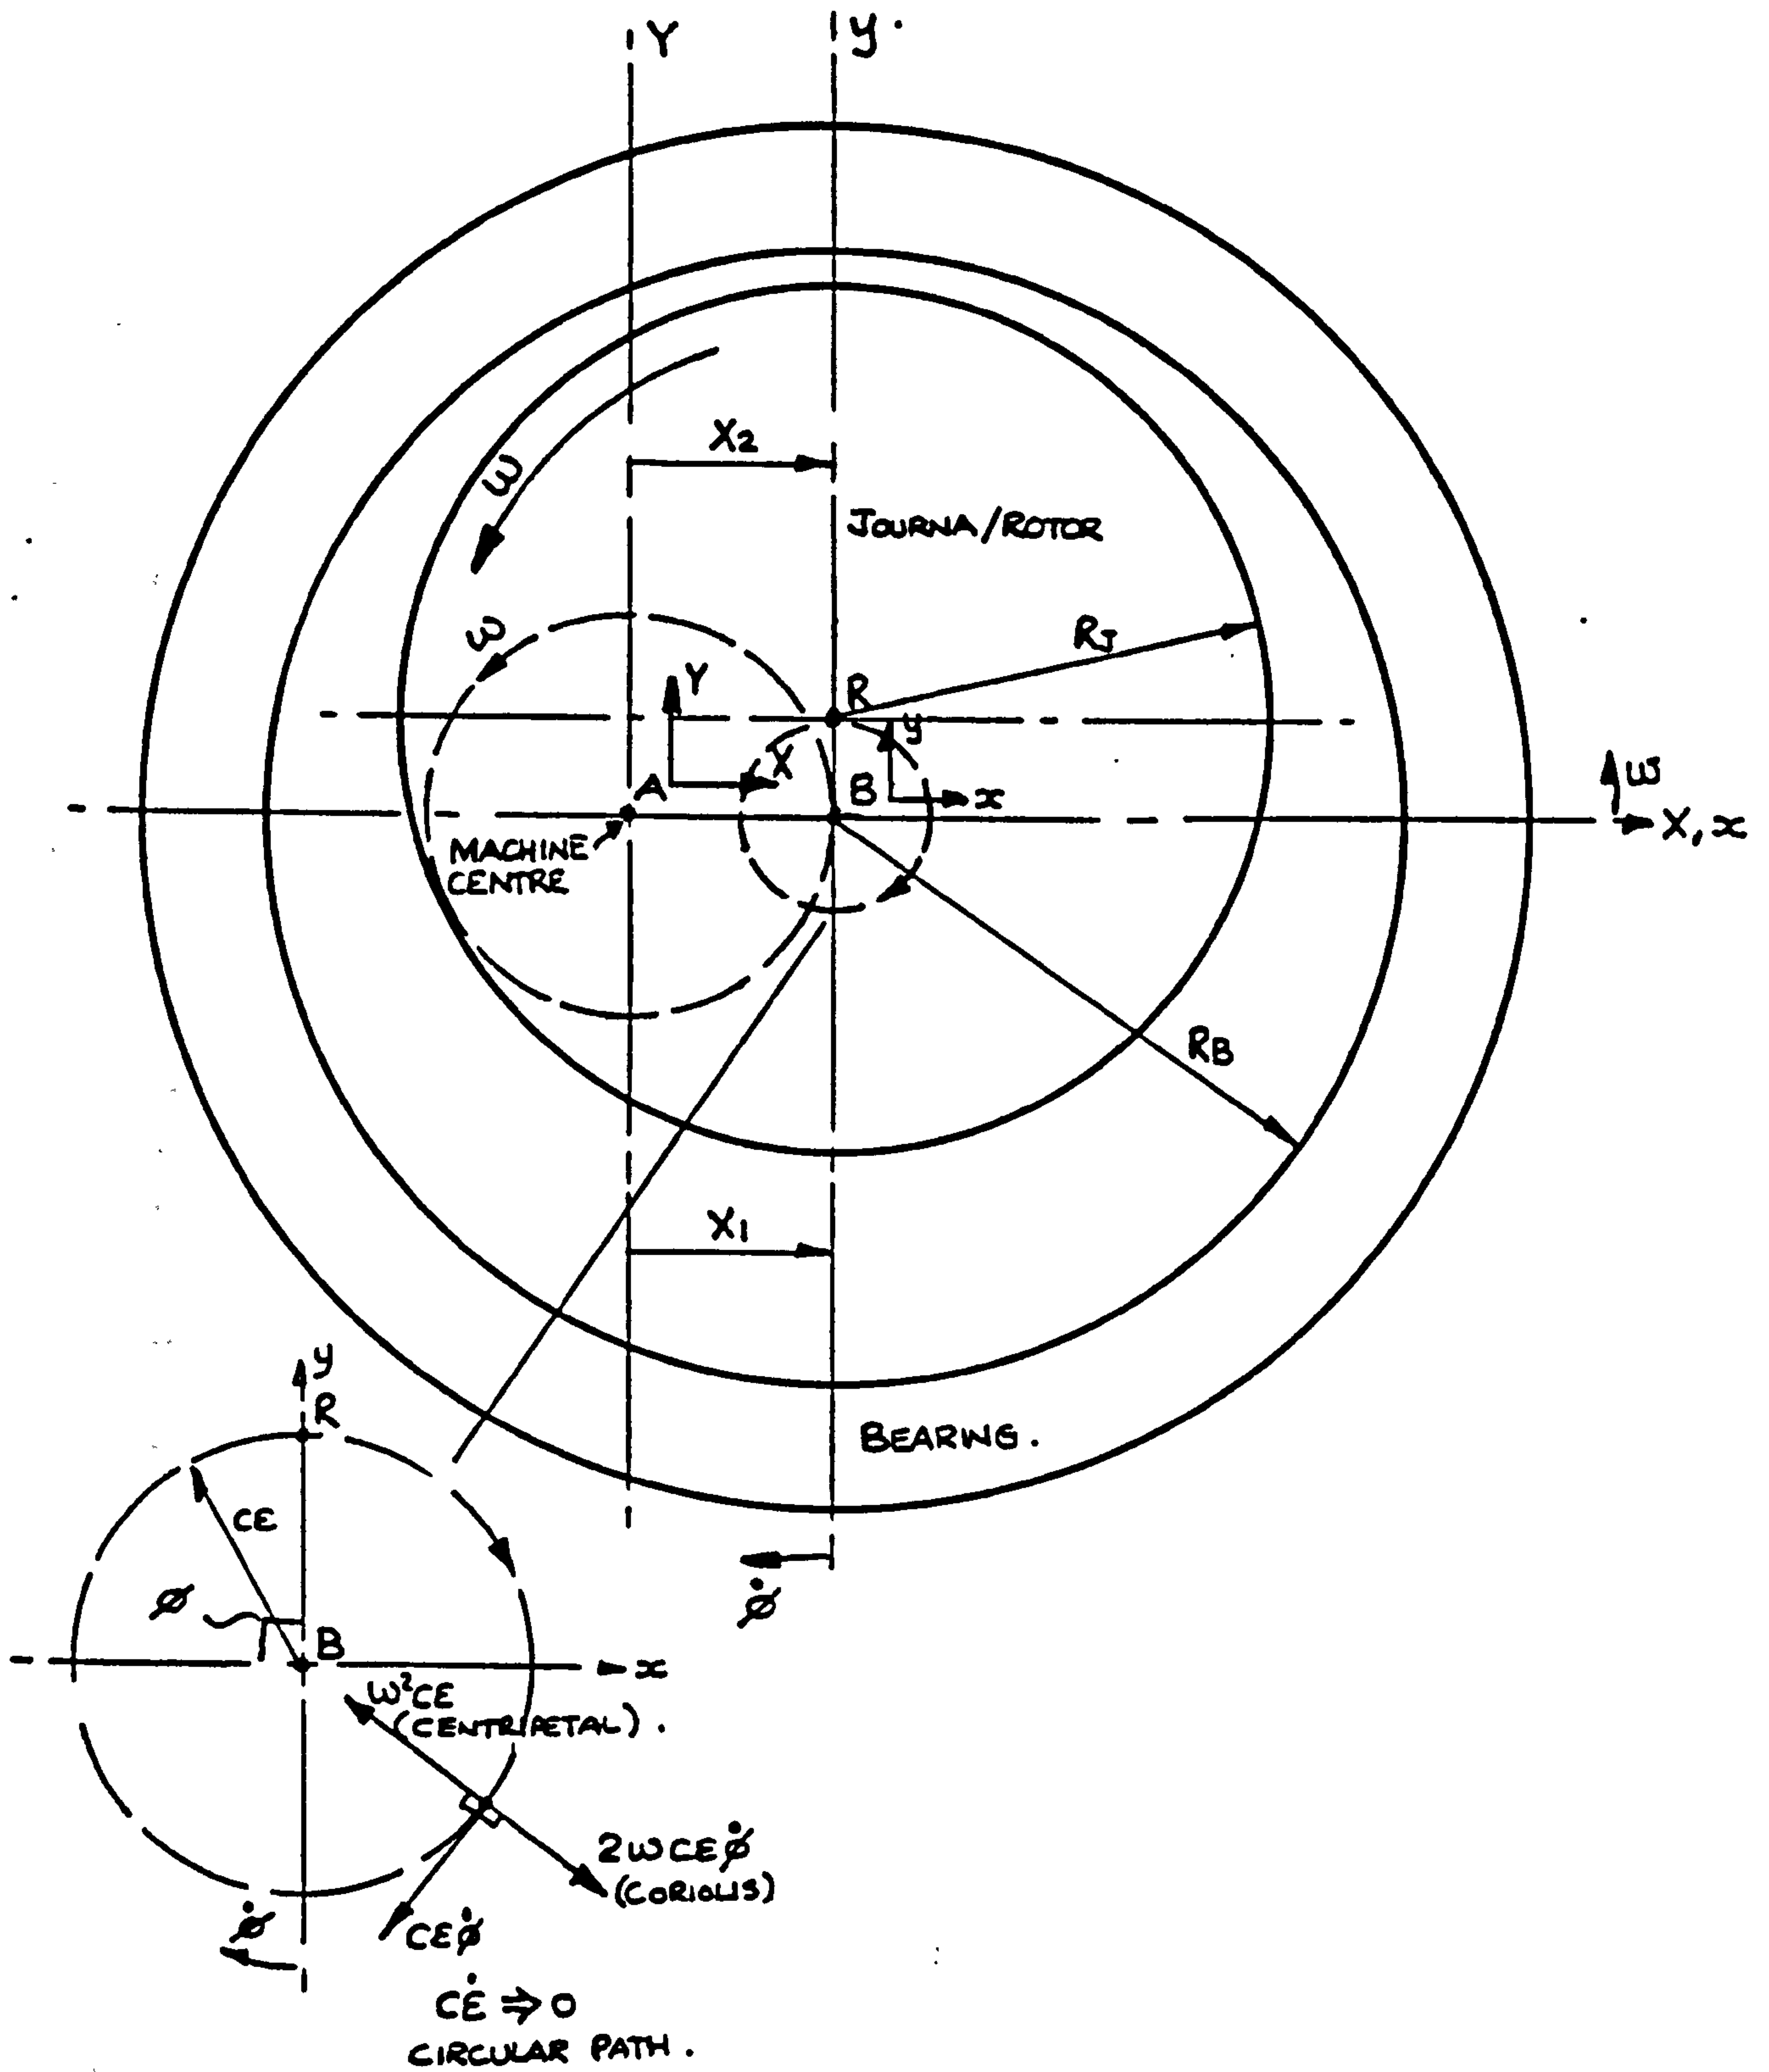 Y
y
X2
JOURNA/ROTOR
ω
ω
RJ
Y
R
y
X
A
B
x
ω
X, x
MACHINE
CENTRE
RB
X1
y
R
BEARING.
CE
φ̇
ø
B
x
ω²CE
(CENTRIPETAL).
2ωCEφ̇
(CORIOLIS)
φ̇
CEφ̇
CĖ ⇒ 0
CIRCULAR PATH.